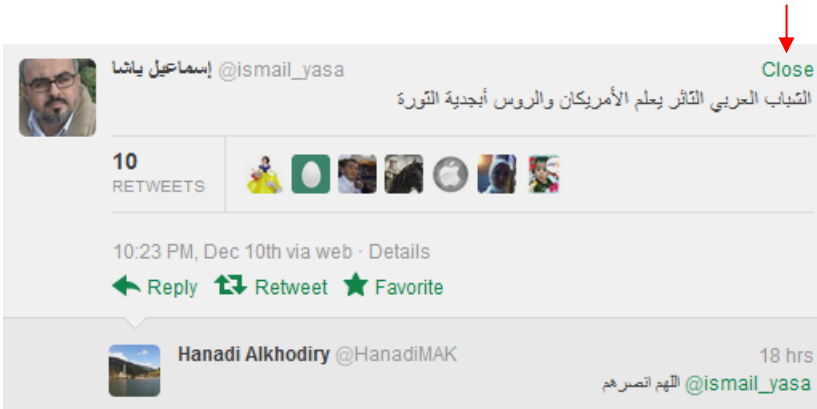 إسماعيل ياشا @ismail_yasa
Close
الشباب العربي الثائر يعلم الأمريكان والروس أبجدية الثورة
10
RETWEETS
10:23 PM, Dec 10th via web · Details
Reply Retweet Favorite
Hanadi Alkhodiry @HanadiMAK
18 hrs
@ismail_yasa اللهم انصرهم